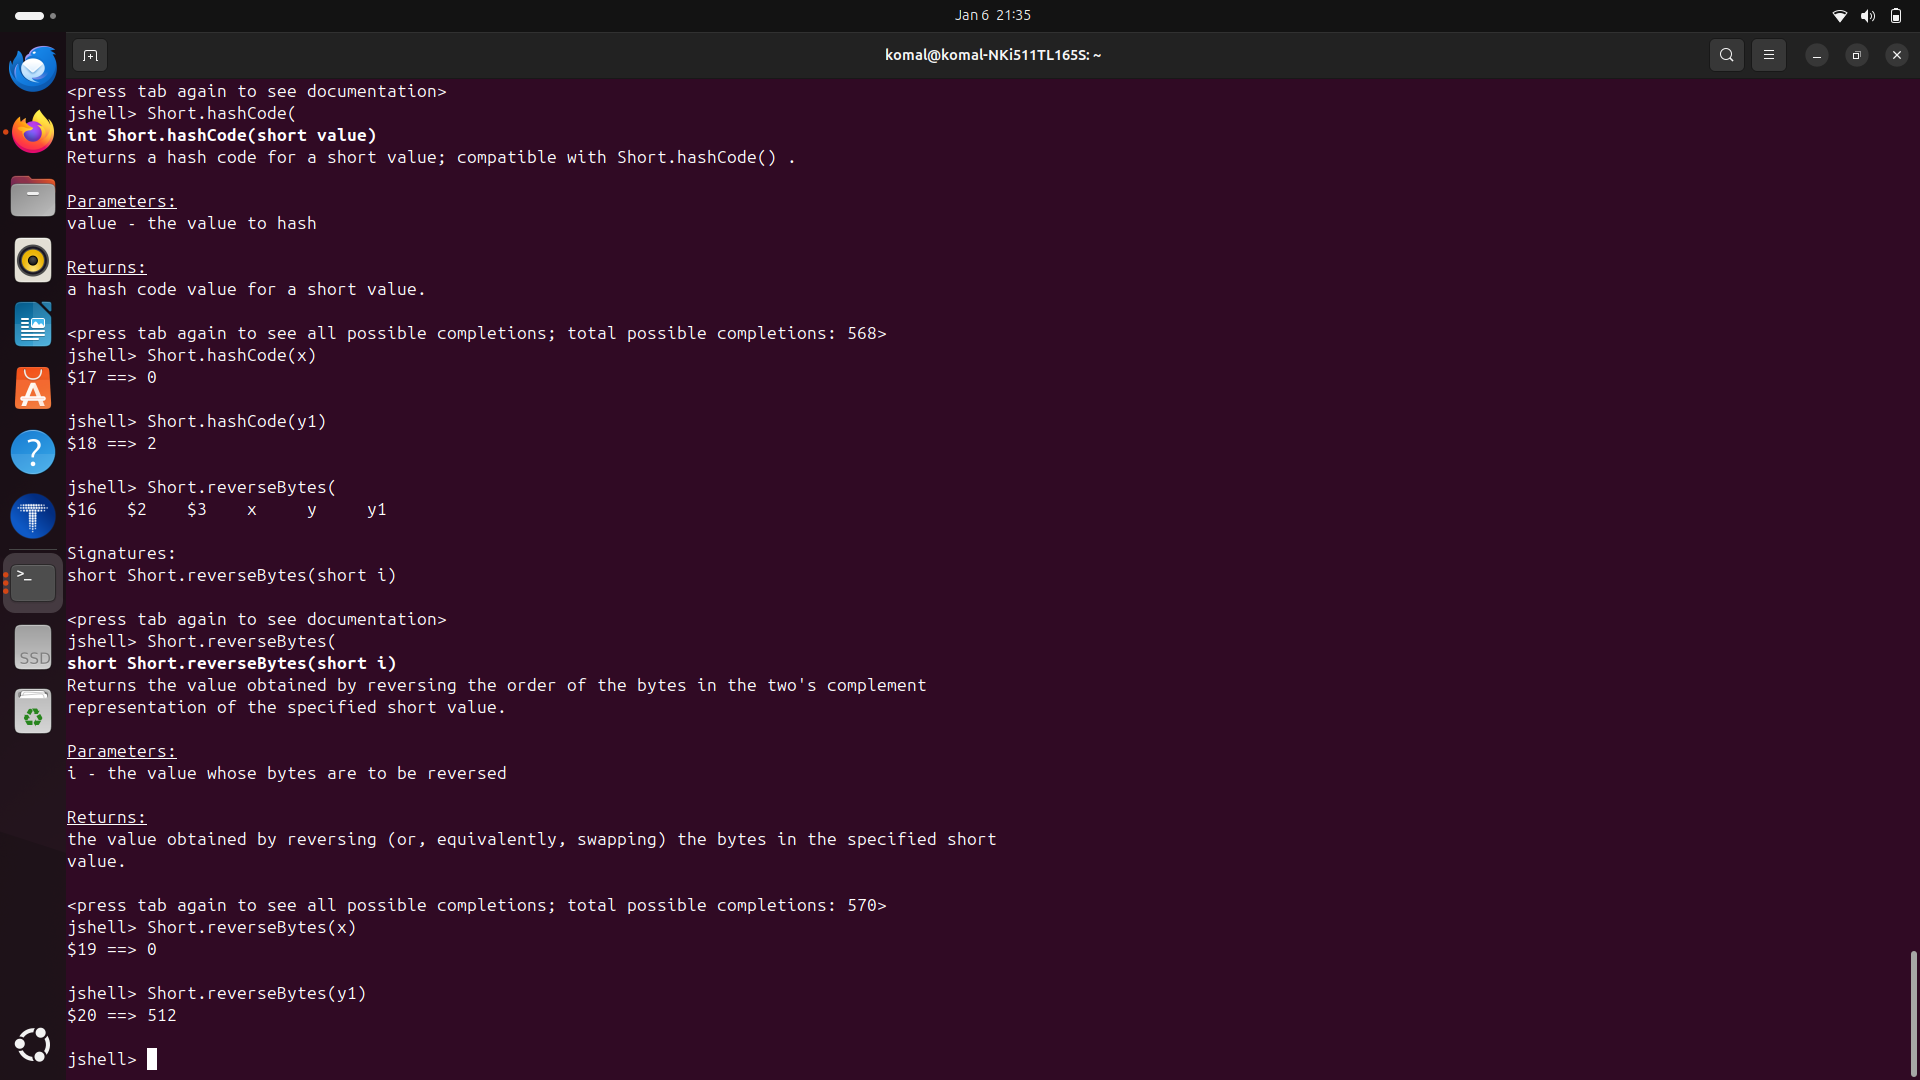 Jan 6 21:35
komal@komal-NKi511TL165S: ~
<press tab again to see documentation>
jshell> Short.hashCode(
int Short.hashCode(short value)
Returns a hash code for a short value; compatible with Short.hashCode() .
Parameters:
value - the value to hash
Returns:
a hash code value for a short value.
<press tab again to see all possible completions; total possible completions: 568>
jshell> Short.hashCode(x)
$17 ==> 0
jshell> Short.hashCode(y1)
$18 ==> 2
jshell> Short.reverseBytes(
$16   $2    $3    x     y     y1
Signatures:
short Short.reverseBytes(short i)
<press tab again to see documentation>
jshell> Short.reverseBytes(
short Short.reverseBytes(short i)
Returns the value obtained by reversing the order of the bytes in the two's complement
representation of the specified short value.
Parameters:
i - the value whose bytes are to be reversed
Returns:
the value obtained by reversing (or, equivalently, swapping) the bytes in the specified short
value.
<press tab again to see all possible completions; total possible completions: 570>
jshell> Short.reverseBytes(x)
$19 ==> 0
jshell> Short.reverseBytes(y1)
$20 ==> 512
jshell>
SSD